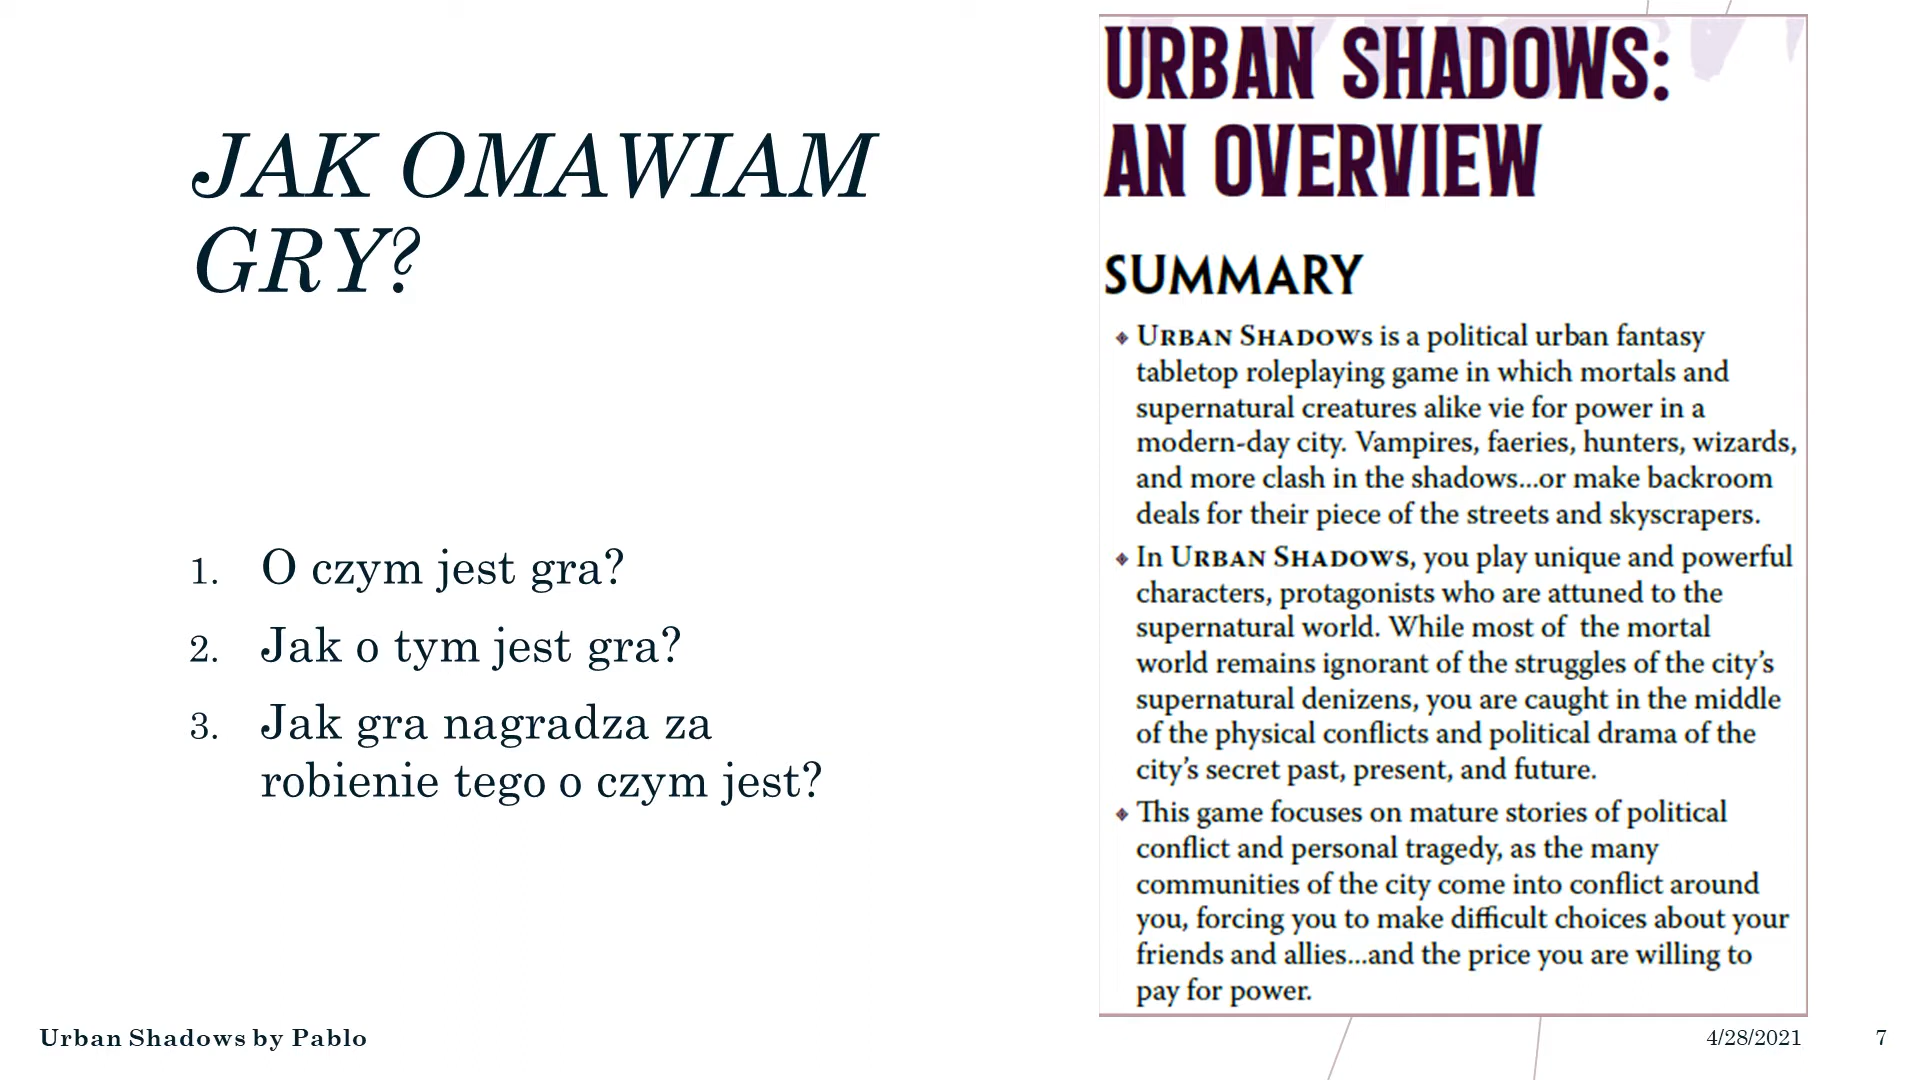 JAK OMAWIAM
GRY?
1. O czym jest gra?
2. Jak o tym jest gra?
3. Jak gra nagradza za
robienie tego o czym jest?
URBAN SHADOWS:
AN OVERVIEW
SUMMARY
URBAN SHADOWs is a political urban fantasy
tabletop roleplaying game in which mortals and
supernatural creatures alike vie for power in a
modern-day city. Vampires, faeries, hunters, wizards,
and more clash in the shadows...or make backroom
deals for their piece of the streets and skyscrapers.
In URBAN SHADOWS, you play unique and powerful
characters, protagonists who are attuned to the
supernatural world. While most of the mortal
world remains ignorant of the struggles of the city's
supernatural denizens, you are caught in the middle
of the physical conflicts and political drama of the
city's secret past, present, and future.
This game focuses on mature stories of political
conflict and personal tragedy, as the many
communities of the city come into conflict around
you, forcing you to make difficult choices about your
friends and allies...and the price you are willing to
pay for power.
Urban Shadows by Pablo
4/28/2021
7